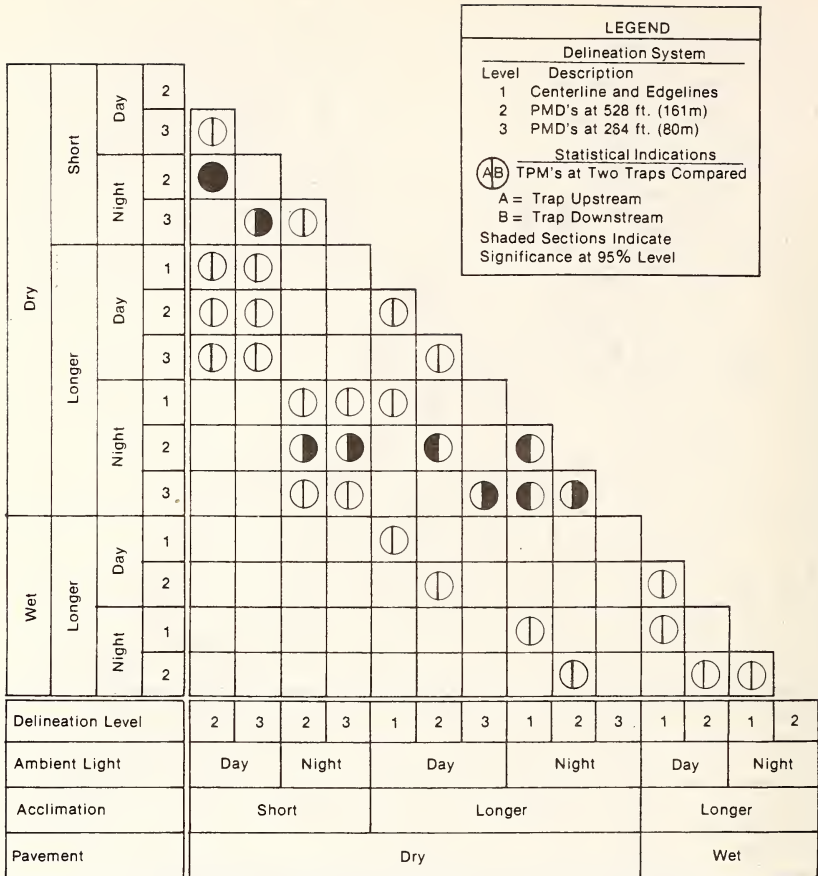 LEGEND
Delineation System
Level Description
1 Centerline and Edgelines
2 PMD's at 528 ft. (161m)
3 PMD's at 264 ft. (80m)
Statistical Indications
AB TPM's at Two Traps Compared
A = Trap Upstream
B = Trap Downstream
Shaded Sections Indicate
Significance at 95% Level
Dry
Short
Day
2
3
Night
2
3
Longer
Day
1
2
3
Night
1
2
3
Wet
Longer
Day
1
2
Night
1
2
Delineation Level 2 3 2 3 1 2 3 1 2 3 1 2 1 2
Ambient Light Day Night Day Night Day Night
Acclimation Short Longer Longer
Pavement Dry Wet